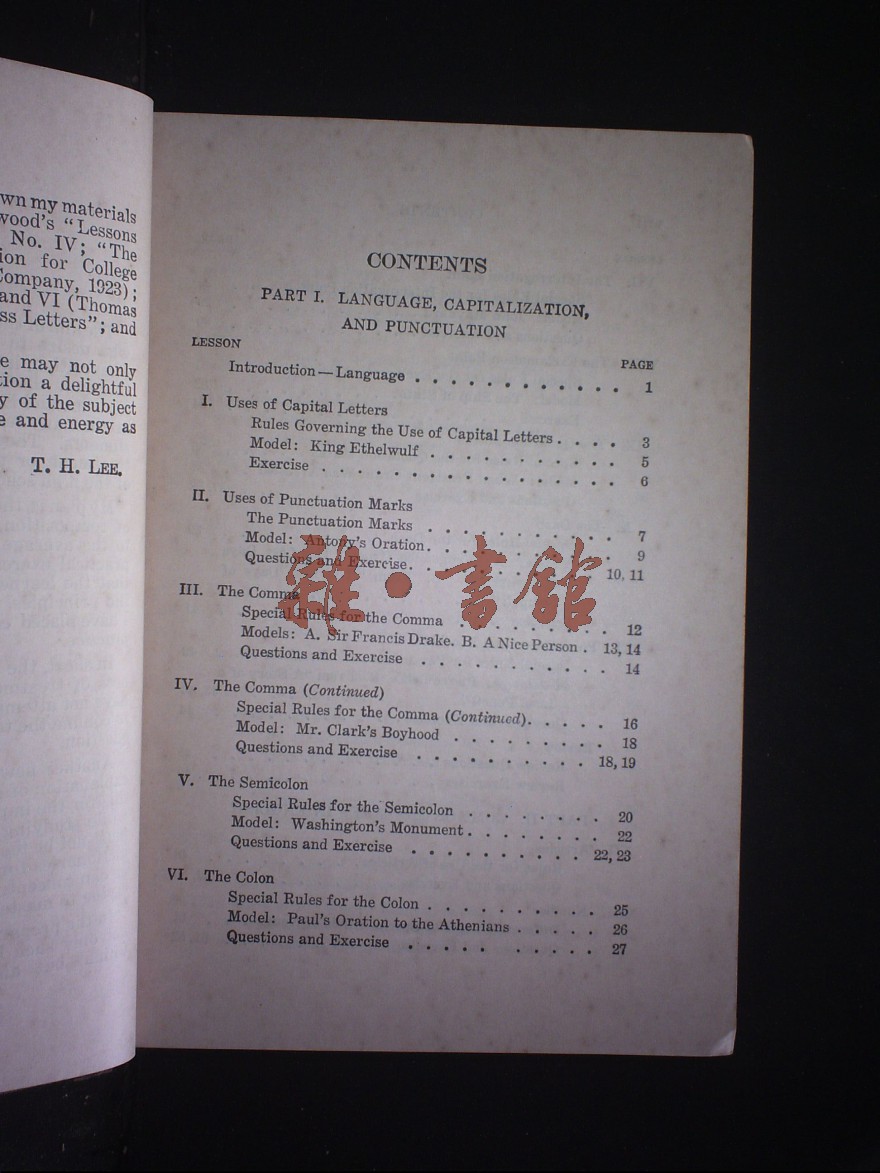 wn my materials
wood's "Lessons
No. IV; "The
ion for College
Company, 1923);
and VI (Thomas
ss Letters"; and
e may not only
tion a delightful
y of the subject
e and energy as
T. H. LEE.
CONTENTS
PART I. LANGUAGE, CAPITALIZATION,
AND PUNCTUATION
LESSON PAGE
Introduction—Language . . . . . . . . . . . . 1
I. Uses of Capital Letters
Rules Governing the Use of Capital Letters . . . . 3
Model: King Ethelwulf . . . . . . . . . . . 5
Exercise . . . . . . . . . . . . . . . . . 6
II. Uses of Punctuation Marks
The Punctuation Marks . . . . . . . . . . . 7
Model: Antony's Oration . . . . . . . . . . . 9
Questions and Exercise . . . . . . . . . . . 10, 11
III. The Comma
Special Rules for the Comma . . . . . . . . . 12
Models: A. Sir Francis Drake. B. A Nice Person . 13, 14
Questions and Exercise . . . . . . . . . . . 14
IV. The Comma (Continued)
Special Rules for the Comma (Continued) . . . . . 16
Model: Mr. Clark's Boyhood . . . . . . . . . 18
Questions and Exercise . . . . . . . . . . 18, 19
V. The Semicolon
Special Rules for the Semicolon . . . . . . . . 20
Model: Washington's Monument . . . . . . . . 22
Questions and Exercise . . . . . . . . . . 22, 23
VI. The Colon
Special Rules for the Colon . . . . . . . . . . 25
Model: Paul's Oration to the Athenians . . . . . 26
Questions and Exercise . . . . . . . . . 27
雜·書館